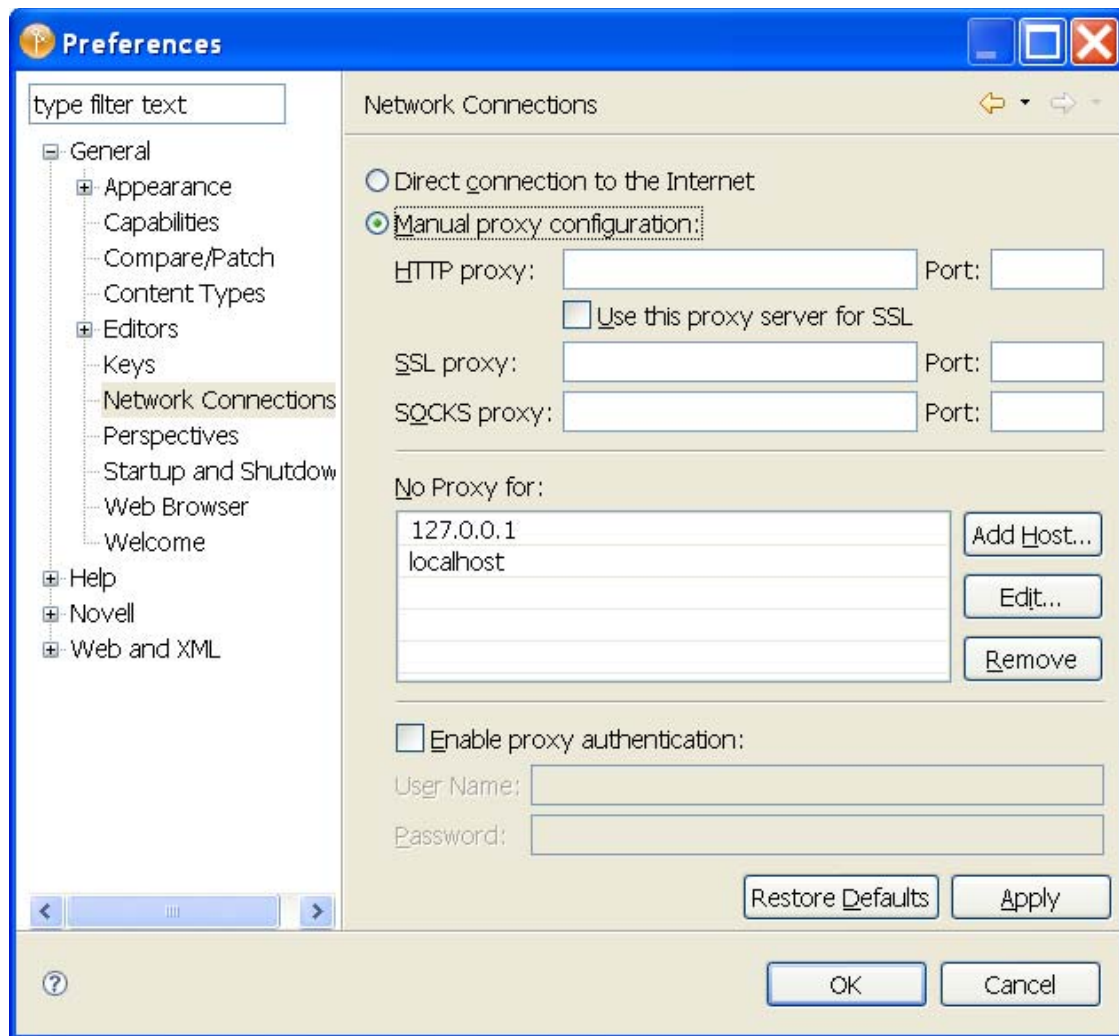 Preferences
type filter text
General
Appearance
Capabilities
Compare/Patch
Content Types
Editors
Keys
Network Connections
Perspectives
Startup and Shutdow
Web Browser
Welcome
Help
Novell
Web and XML
Network Connections
Direct connection to the Internet
Manual proxy configuration:
HTTP proxy: Port:
Use this proxy server for SSL
SSL proxy: Port:
SOCKS proxy: Port:
No Proxy for:
127.0.0.1
localhost
Add Host...
Edit...
Remove
Enable proxy authentication:
User Name:
Password:
Restore Defaults Apply
? OK Cancel